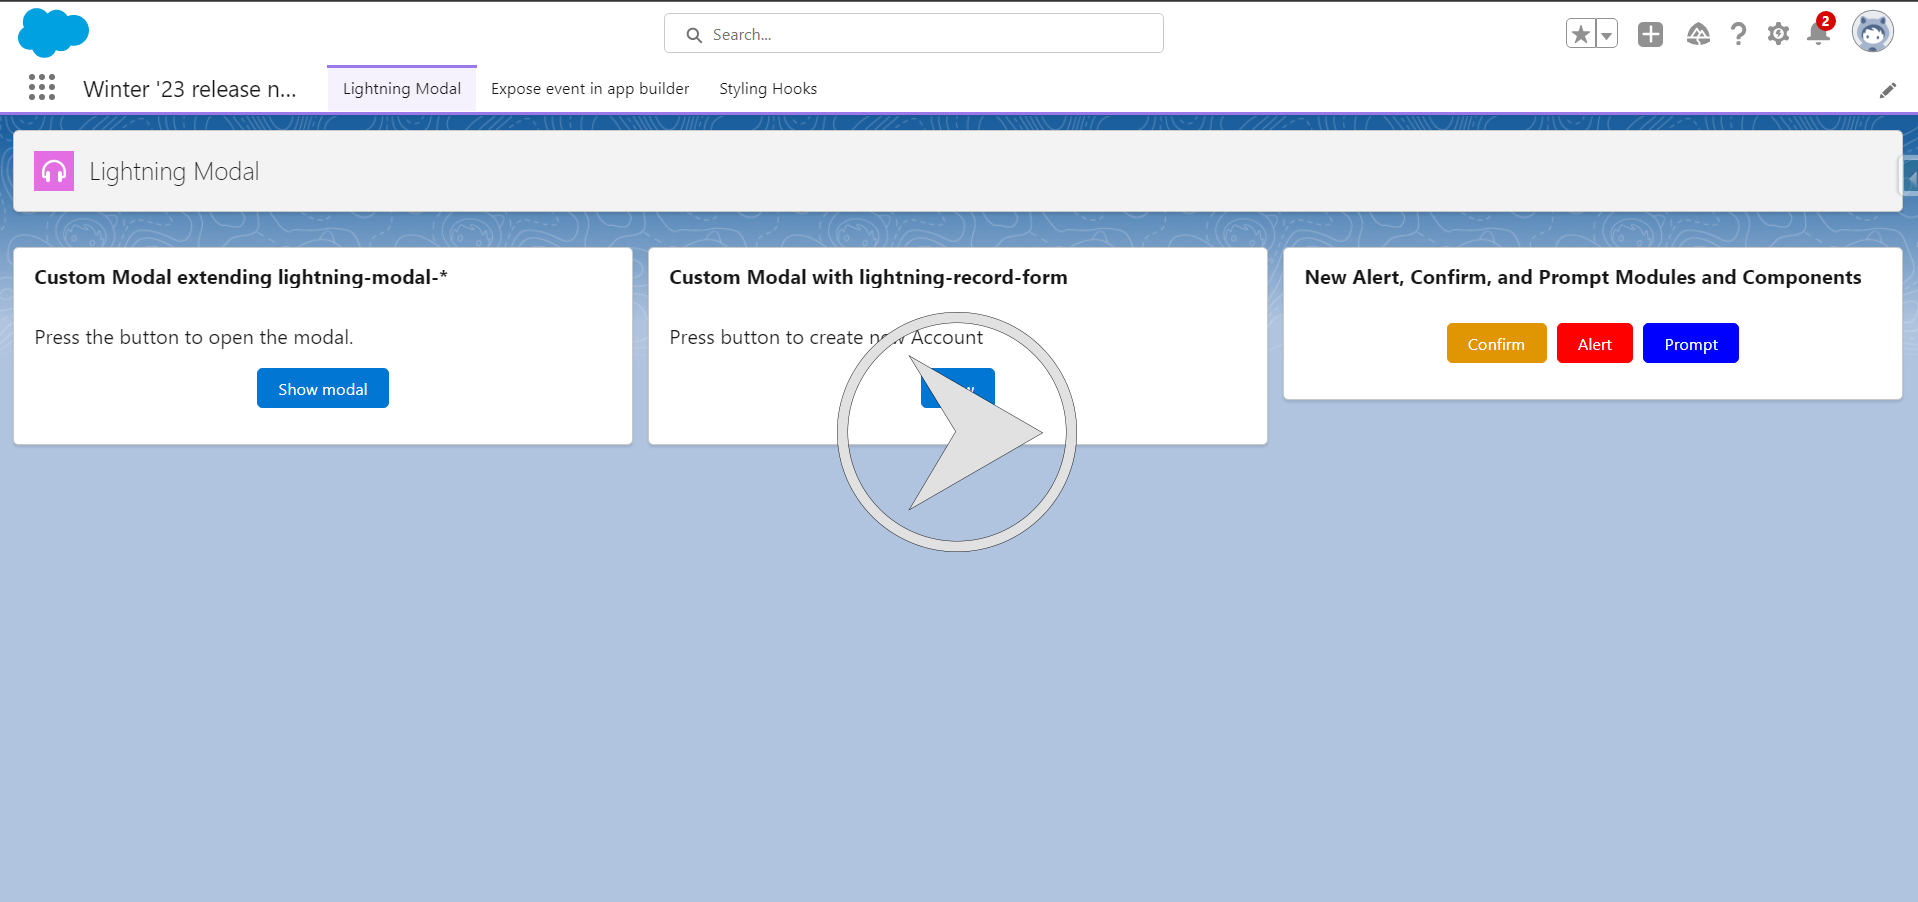 Search...
2
Winter '23 release n...
Lightning Modal
Expose event in app builder
Styling Hooks
Lightning Modal
Custom Modal extending lightning-modal-*
Press the button to open the modal.
Show modal
Custom Modal with lightning-record-form
Press button to create new Account
New Alert, Confirm, and Prompt Modules and Components
Confirm
Alert
Prompt